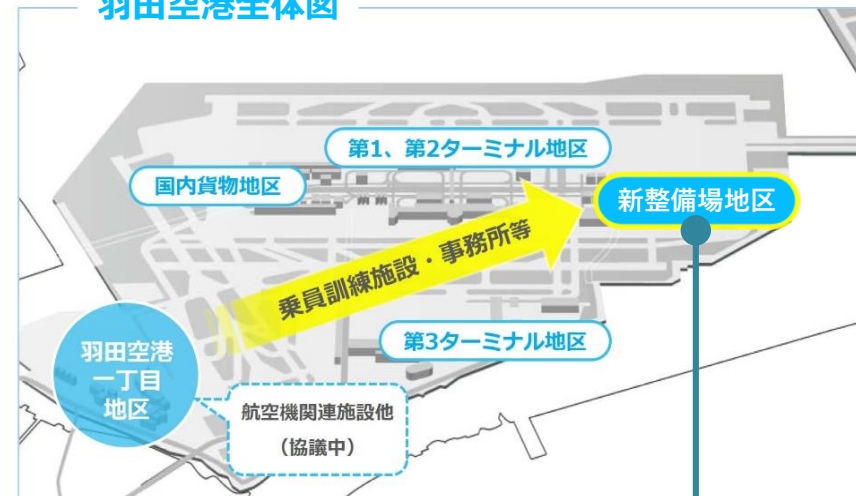 羽田空港全体図
第1、第2ターミナル地区
国内貨物地区
新整備場地区
乗員訓練施設・事務所等
第3ターミナル地区
羽田空港
一丁目
地区
航空機関連施設他
（協議中）